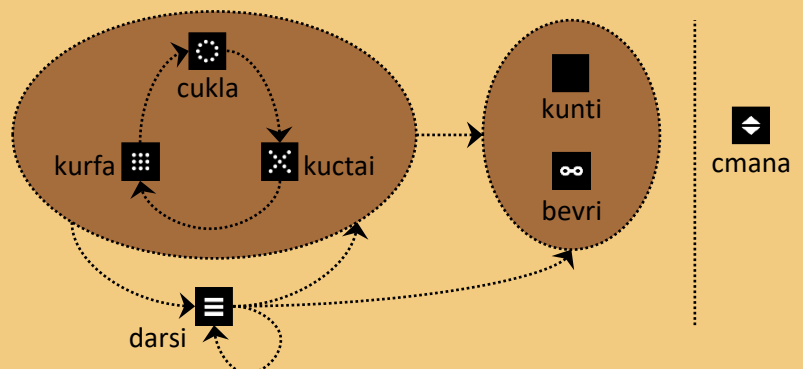 cukla
kurfa
kuctai
darsi
kunti
bevri
cmana